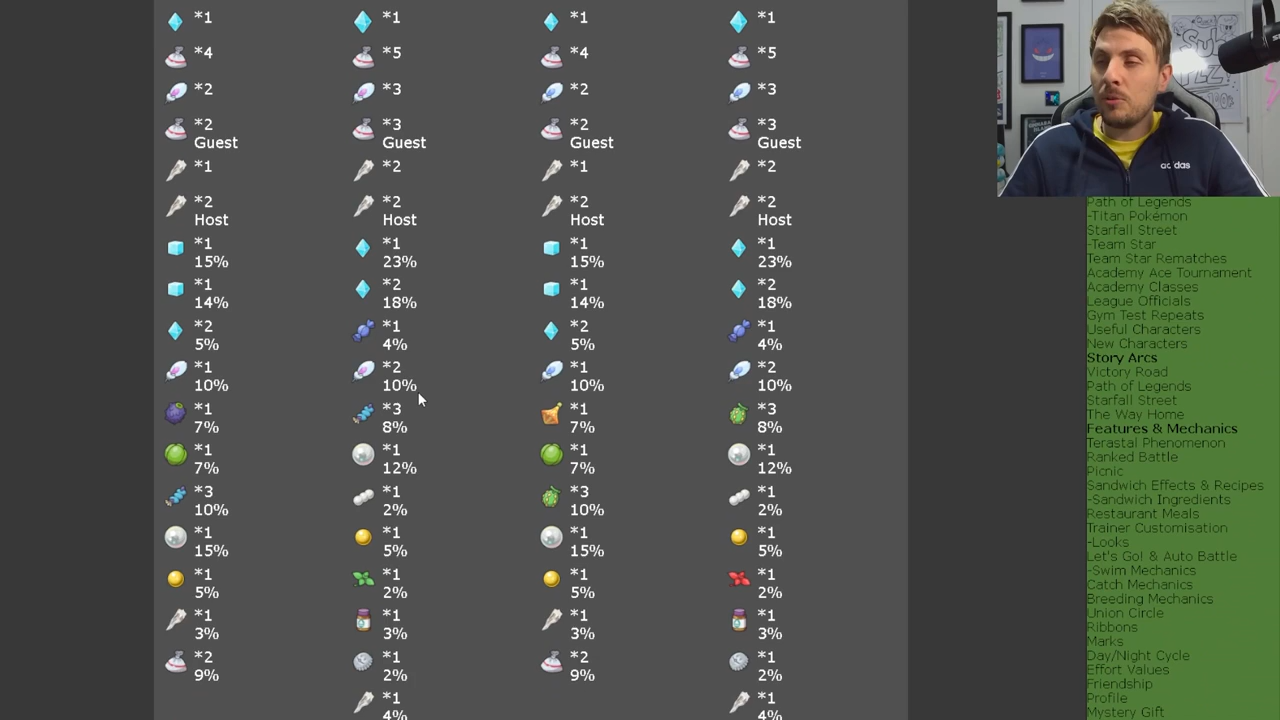 *1
*4
*2
*2
Guest
*1
*2
Host
*1
15%
*1
14%
*2
5%
*1
10%
*1
7%
*1
7%
*3
10%
*1
15%
*1
5%
*1
3%
*2
9%
*1
*5
*3
*3
Guest
*2
*2
Host
*1
23%
*2
18%
*1
4%
*2
10%
*3
8%
*1
12%
*1
2%
*1
5%
*1
2%
*1
3%
*1
2%
*1
4%
*1
*4
*2
*2
Guest
*1
*2
Host
*1
15%
*1
14%
*2
5%
*1
10%
*1
7%
*1
7%
*3
10%
*1
15%
*1
5%
*1
3%
*2
9%
*1
*5
*3
*3
Guest
*2
*2
Host
*1
23%
*2
18%
*1
4%
*2
10%
*3
8%
*1
12%
*1
2%
*1
5%
*1
2%
*1
3%
*1
2%
*1
4%
adidas
Path of Legends
-Titan Pokémon
Starfall Street
-Team Star
Team Star Rematches
Academy Ace Tournament
Academy Classes
League Officials
Gym Test Repeats
Useful Characters
New Characters
Story Arcs
Victory Road
Path of Legends
Starfall Street
The Way Home
Features & Mechanics
Terastal Phenomenon
Ranked Battle
Picnic
Sandwich Effects & Recipes
-Sandwich Ingredients
Restaurant Meals
Trainer Customisation
-Looks
Let's Go! & Auto Battle
-Swim Mechanics
Catch Mechanics
Breeding Mechanics
Union Circle
Ribbons
Marks
Day/Night Cycle
Effort Values
Friendship
Profile
Mystery Gift